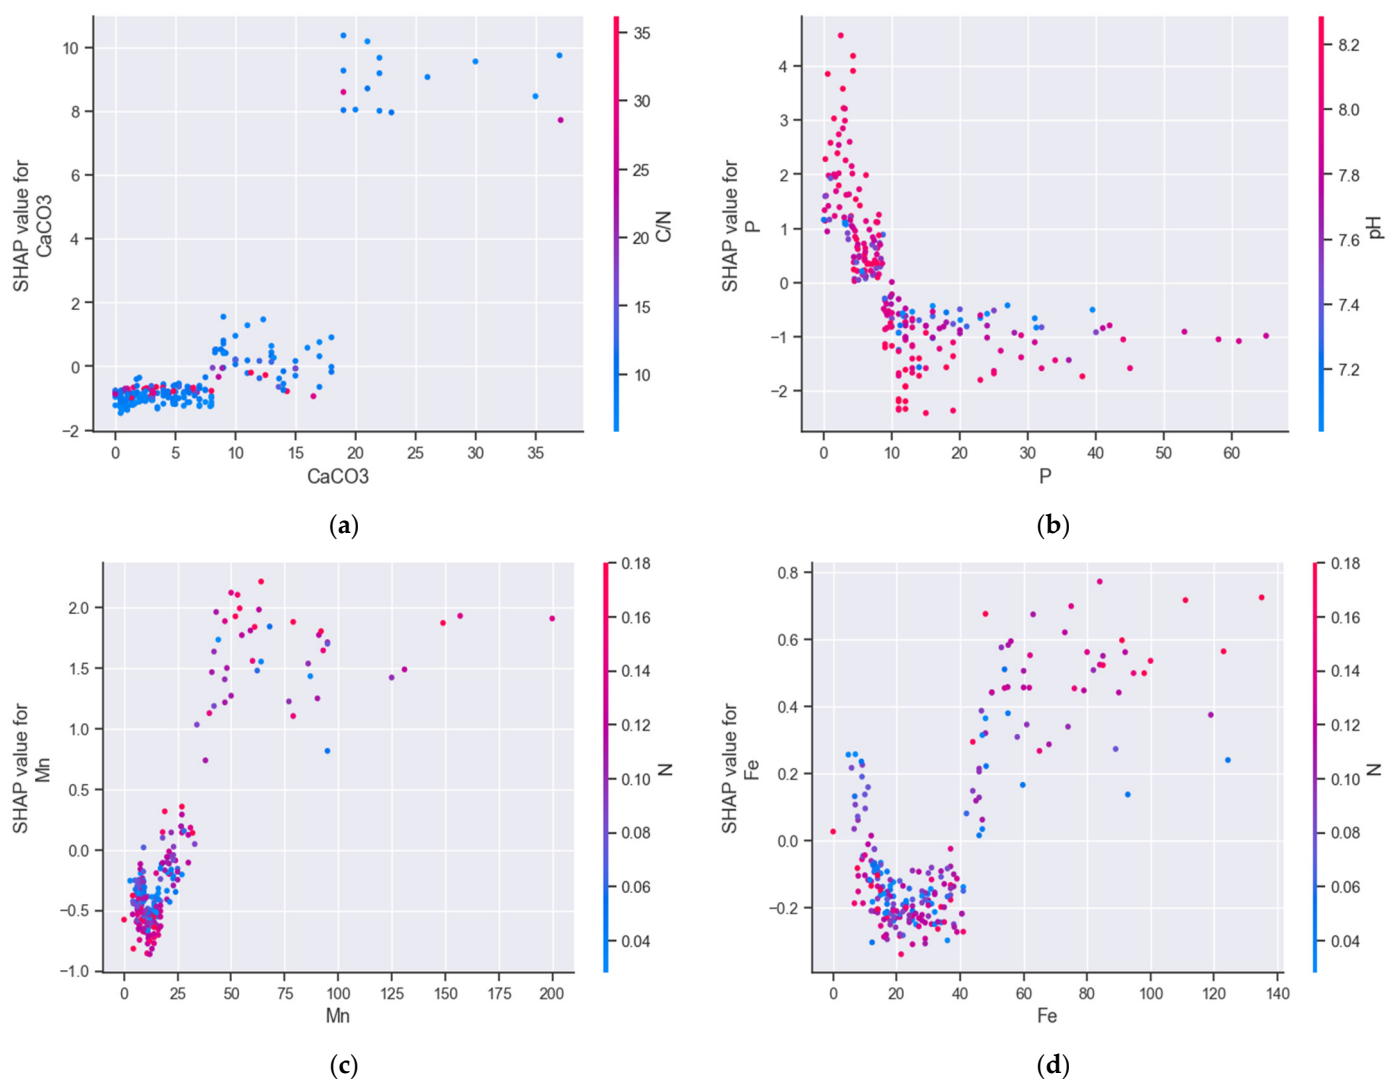 10
8
6
4
2
0
−2
SHAP value for
CaCO3
0 5 10 15 20 25 30 35
CaCO3
35
30
25
20
15
10
C/N
(a)
4
3
2
1
0
−1
−2
SHAP value for
P
0 10 20 30 40 50 60
P
8.2
8.0
7.8
7.6
7.4
7.2
pH
(b)
2.0
1.5
1.0
0.5
0.0
−0.5
−1.0
SHAP value for
Mn
0 25 50 75 100 125 150 175 200
Mn
0.18
0.16
0.14
0.12
0.10
0.08
0.06
0.04
N
(c)
0.8
0.6
0.4
0.2
0.0
−0.2
SHAP value for
Fe
0 20 40 60 80 100 120 140
Fe
0.18
0.16
0.14
0.12
0.10
0.08
0.06
0.04
N
(d)